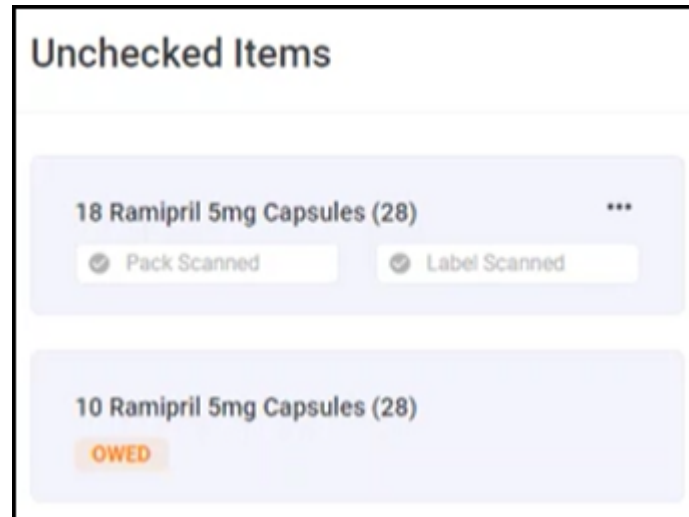 Unchecked Items
18 Ramipril 5mg Capsules (28)
Pack Scanned
Label Scanned
10 Ramipril 5mg Capsules (28)
OWED